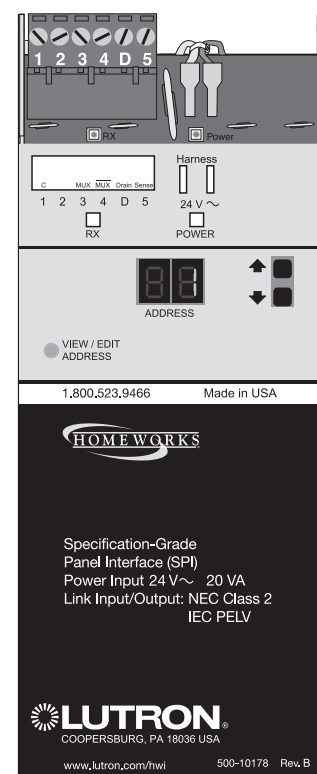 1 2 3 4 D 5
RX Power
Harness
C MUX MUX Drain Sense
1 2 3 4 D 5
24 V ~
RX POWER
1
ADDRESS
VIEW / EDIT
ADDRESS
1.800.523.9466 Made in USA
HOMEWORKS
Specification-Grade
Panel Interface (SPI)
Power Input 24 V~ 20 VA
Link Input/Output: NEC Class 2
IEC PELV
LUTRON®
COOPERSBURG, PA 18036 USA
www.lutron.com/hwi 500-10178 Rev. B